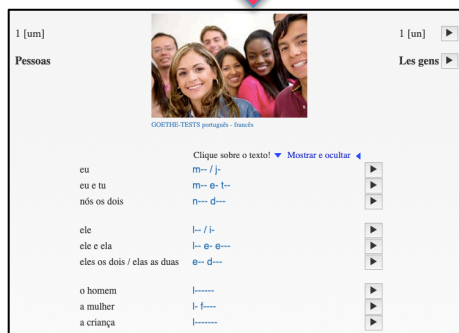 1 [um]
1 [un]
Pessoas
Les gens
GOETHE-TESTS português - francês
Clique sobre o texto! Mostrar e ocultar
eu m-- / j-
eu e tu m-- e- t--
nós os dois n--- d---
ele l-- / i-
ele e ela l-- e- e---
eles os dois / elas as duas e-- d---
o homem l------
a mulher l- f----
a criança l-------